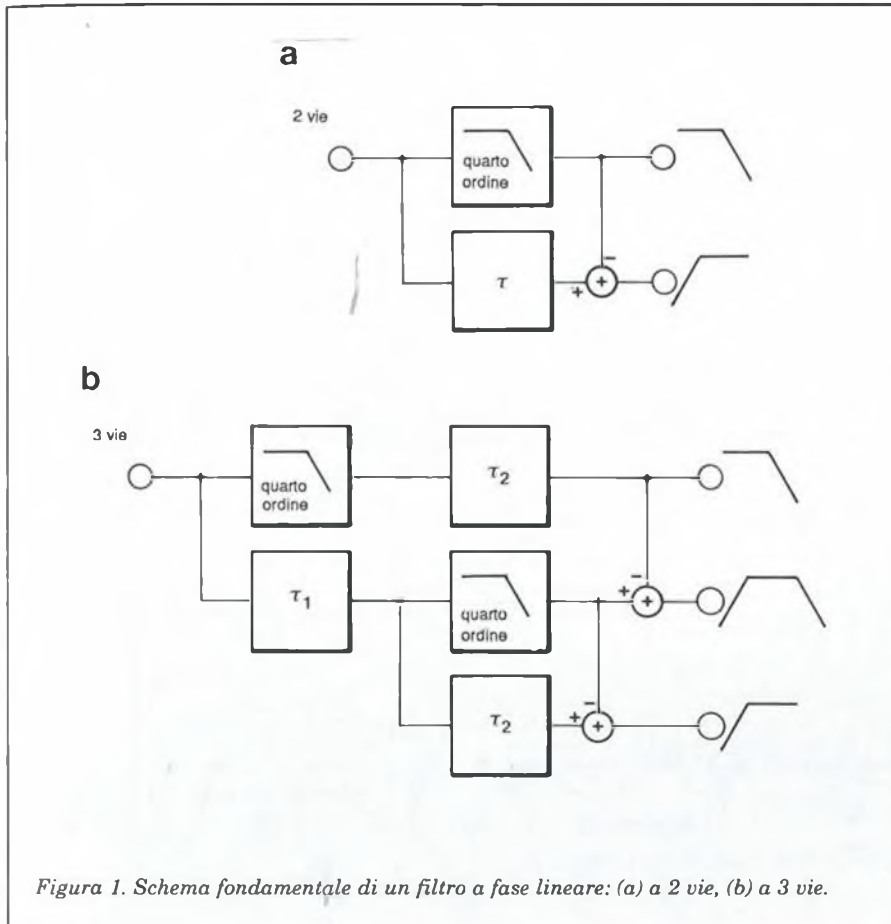 a
2 vie
quarto
ordine
−
τ
+
+
b
3 vie
quarto
ordine
τ2
−
τ1
quarto
ordine
+
+
−
τ2
+
+
Figura 1. Schema fondamentale di un filtro a fase lineare: (a) a 2 vie, (b) a 3 vie.